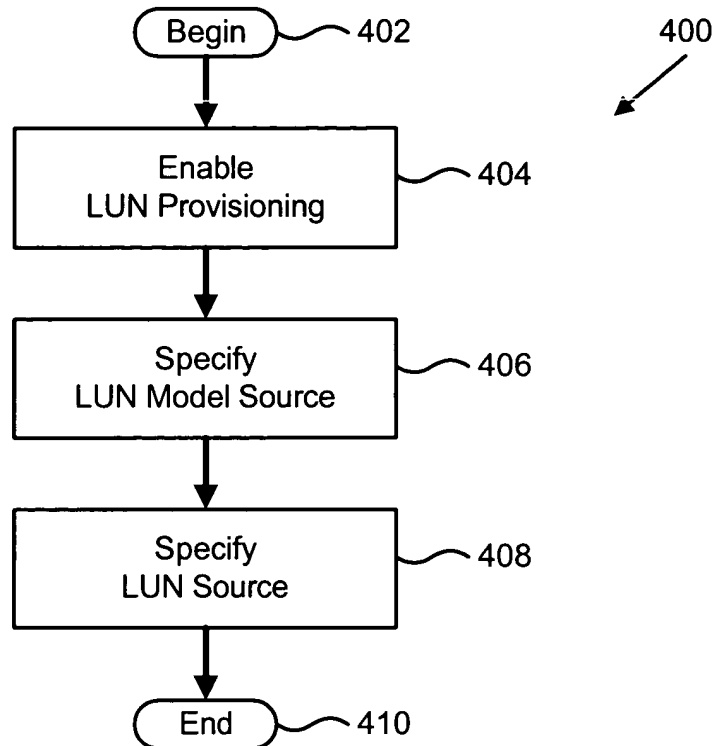 Begin
402
400
Enable
LUN Provisioning
404
Specify
LUN Model Source
406
Specify
LUN Source
408
End
410